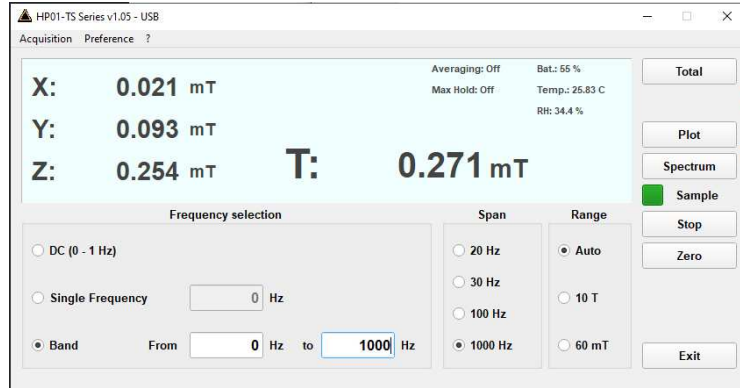 HP01-TS Series v1.05 - USB
Acquisition Preference ?
X: 0.021 mT
Y: 0.093 mT
Z: 0.254 mT
T: 0.271 mT
Averaging: Off
Max Hold: Off
Bat.: 55 %
Temp.: 25.83 C
RH: 34.4 %
Total
Plot
Spectrum
Sample
Stop
Zero
Exit
Frequency selection
DC (0 - 1 Hz)
Single Frequency 0 Hz
Band From 0 Hz to 1000 Hz
Span
20 Hz
30 Hz
100 Hz
1000 Hz
Range
Auto
10 T
60 mT